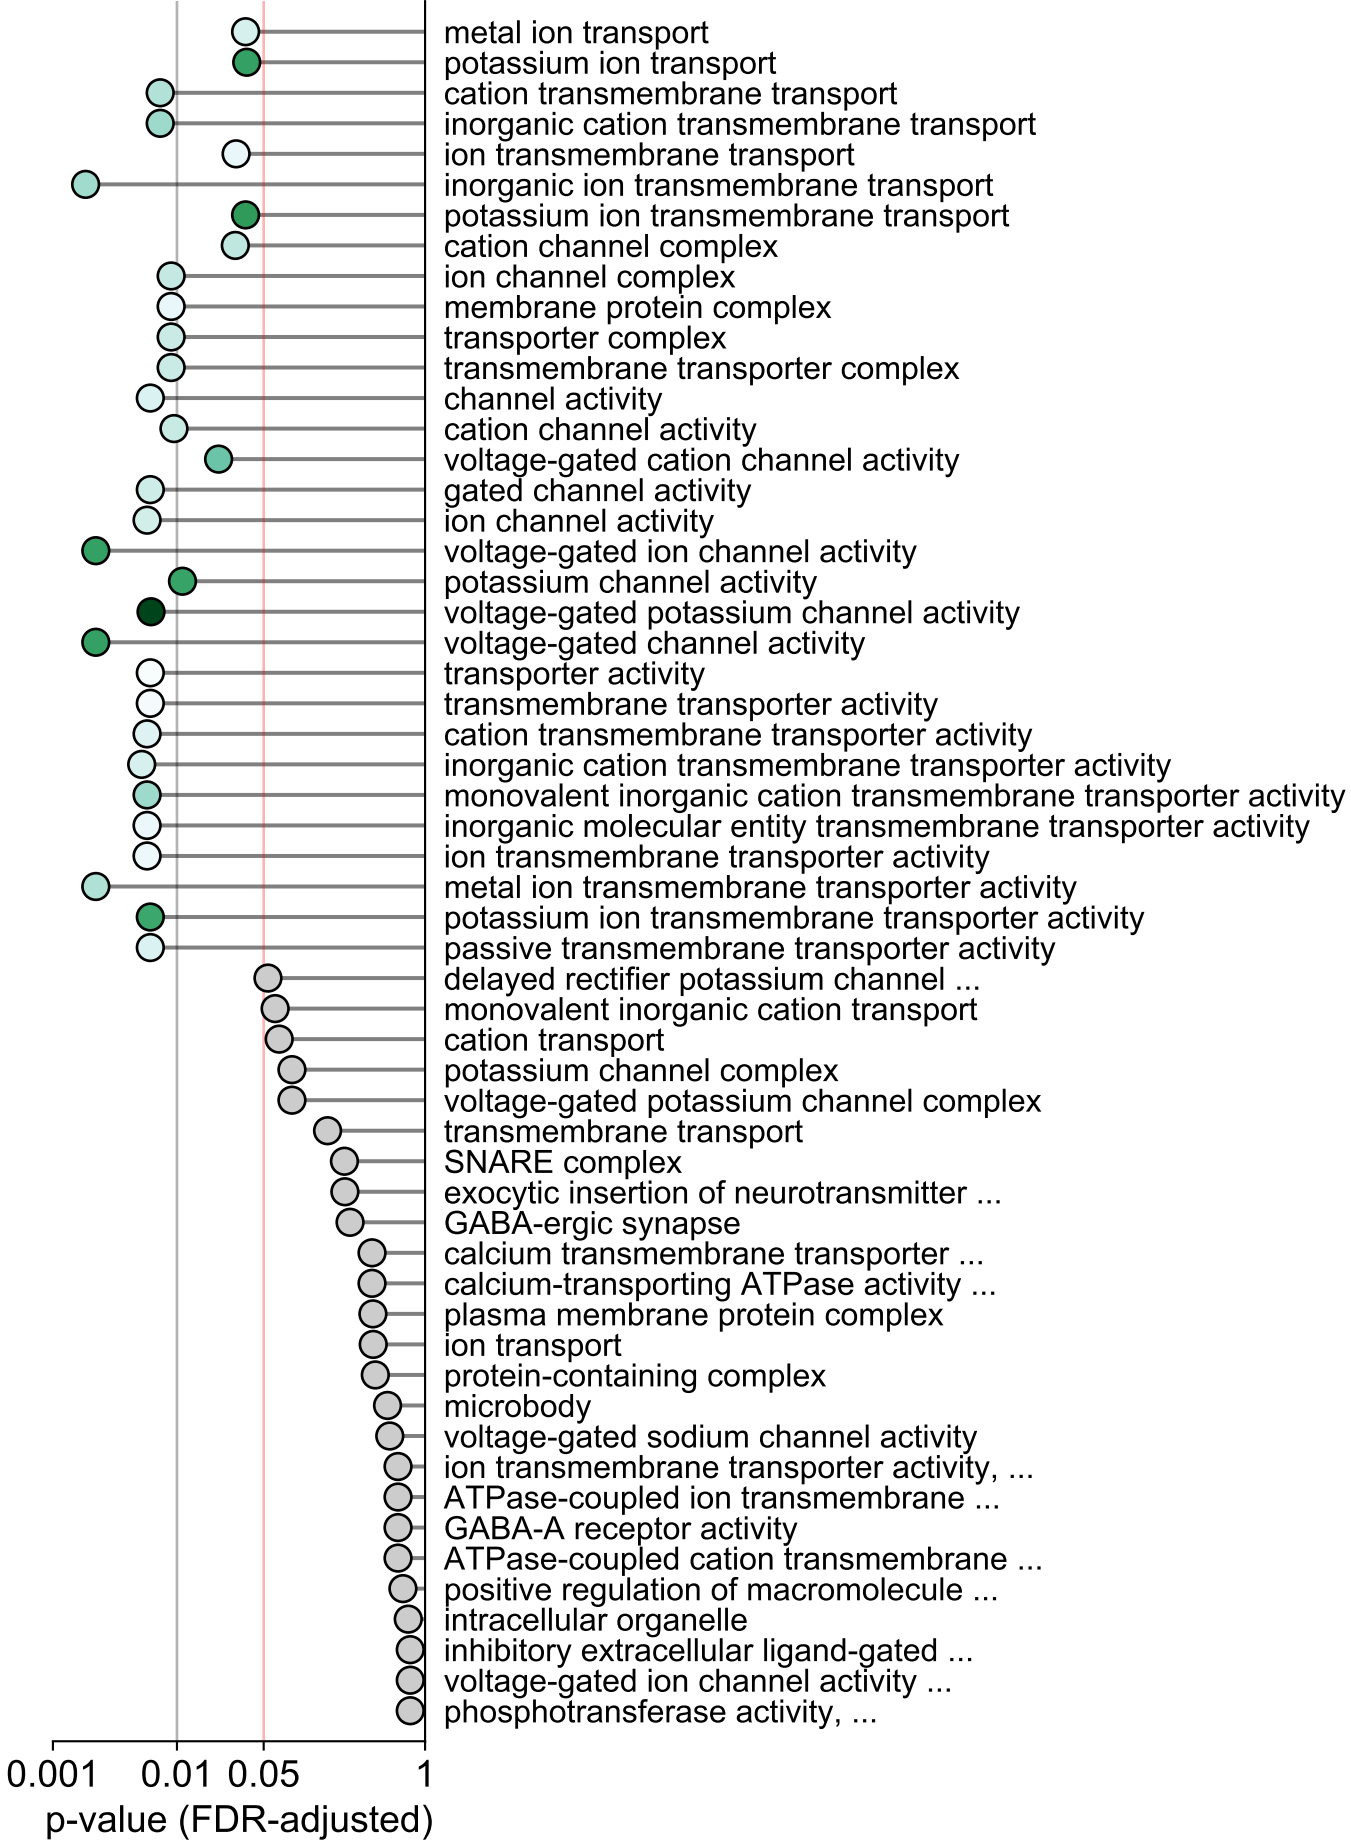 metal ion transport
potassium ion transport
cation transmembrane transport
inorganic cation transmembrane transport
ion transmembrane transport
inorganic ion transmembrane transport
potassium ion transmembrane transport
cation channel complex
ion channel complex
membrane protein complex
transporter complex
transmembrane transporter complex
channel activity
cation channel activity
voltage-gated cation channel activity
gated channel activity
ion channel activity
voltage-gated ion channel activity
potassium channel activity
voltage-gated potassium channel activity
voltage-gated channel activity
transporter activity
transmembrane transporter activity
cation transmembrane transporter activity
inorganic cation transmembrane transporter activity
monovalent inorganic cation transmembrane transporter activity
inorganic molecular entity transmembrane transporter activity
ion transmembrane transporter activity
metal ion transmembrane transporter activity
potassium ion transmembrane transporter activity
passive transmembrane transporter activity
delayed rectifier potassium channel ...
monovalent inorganic cation transport
cation transport
potassium channel complex
voltage-gated potassium channel complex
transmembrane transport
SNARE complex
exocytic insertion of neurotransmitter ...
GABA-ergic synapse
calcium transmembrane transporter ...
calcium-transporting ATPase activity ...
plasma membrane protein complex
ion transport
protein-containing complex
microbody
voltage-gated sodium channel activity
ion transmembrane transporter activity, ...
ATPase-coupled ion transmembrane ...
GABA-A receptor activity
ATPase-coupled cation transmembrane ...
positive regulation of macromolecule ...
intracellular organelle
inhibitory extracellular ligand-gated ...
voltage-gated ion channel activity ...
phosphotransferase activity, ...
0.001 0.01 0.05 1
p-value (FDR-adjusted)